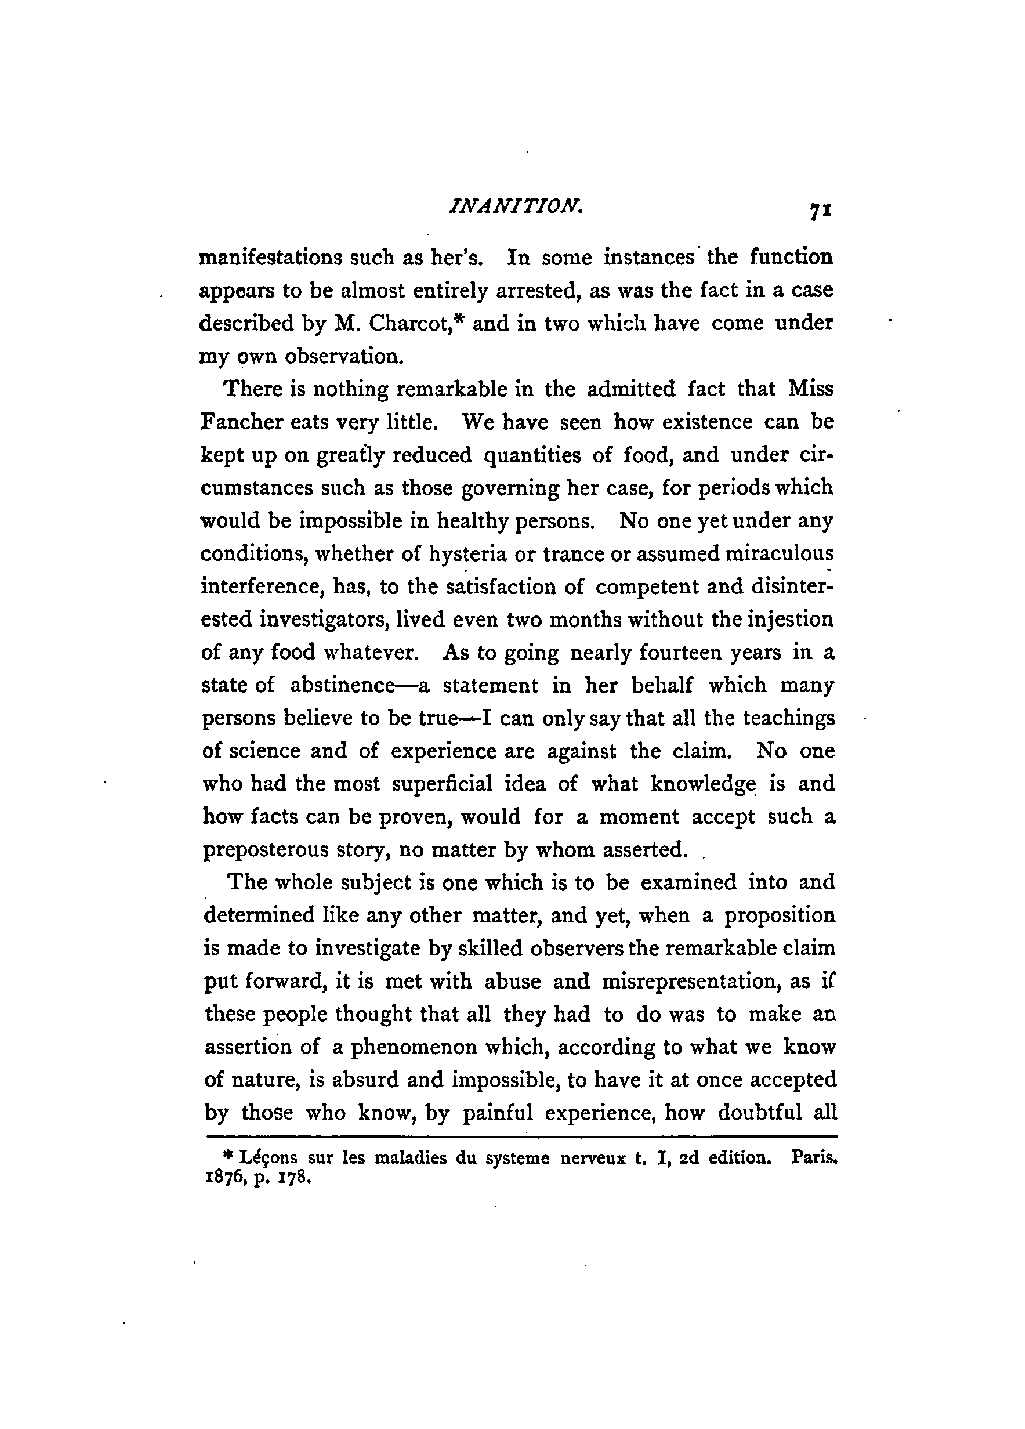 INANITION. 71
manifestations such as her's. In some instances the function
appears to be almost entirely arrested, as was the fact in a case
described by M. Charcot,* and in two which have come under
my own observation.
There is nothing remarkable in the admitted fact that Miss
Fancher eats very little. We have seen how existence can be
kept up on greatly reduced quantities of food, and under cir-
cumstances such as those governing her case, for periods which
would be impossible in healthy persons. No one yet under any
conditions, whether of hysteria or trance or assumed miraculous
interference, has, to the satisfaction of competent and disinter-
ested investigators, lived even two months without the injestion
of any food whatever. As to going nearly fourteen years in a
state of abstinence—a statement in her behalf which many
persons believe to be true—I can only say that all the teachings
of science and of experience are against the claim. No one
who had the most superficial idea of what knowledge is and
how facts can be proven, would for a moment accept such a
preposterous story, no matter by whom asserted.
The whole subject is one which is to be examined into and
determined like any other matter, and yet, when a proposition
is made to investigate by skilled observers the remarkable claim
put forward, it is met with abuse and misrepresentation, as if
these people thought that all they had to do was to make an
assertion of a phenomenon which, according to what we know
of nature, is absurd and impossible, to have it at once accepted
by those who know, by painful experience, how doubtful all
* Léçons sur les maladies du systeme nerveux t. I, 2d edition. Paris.
1876, p. 178.